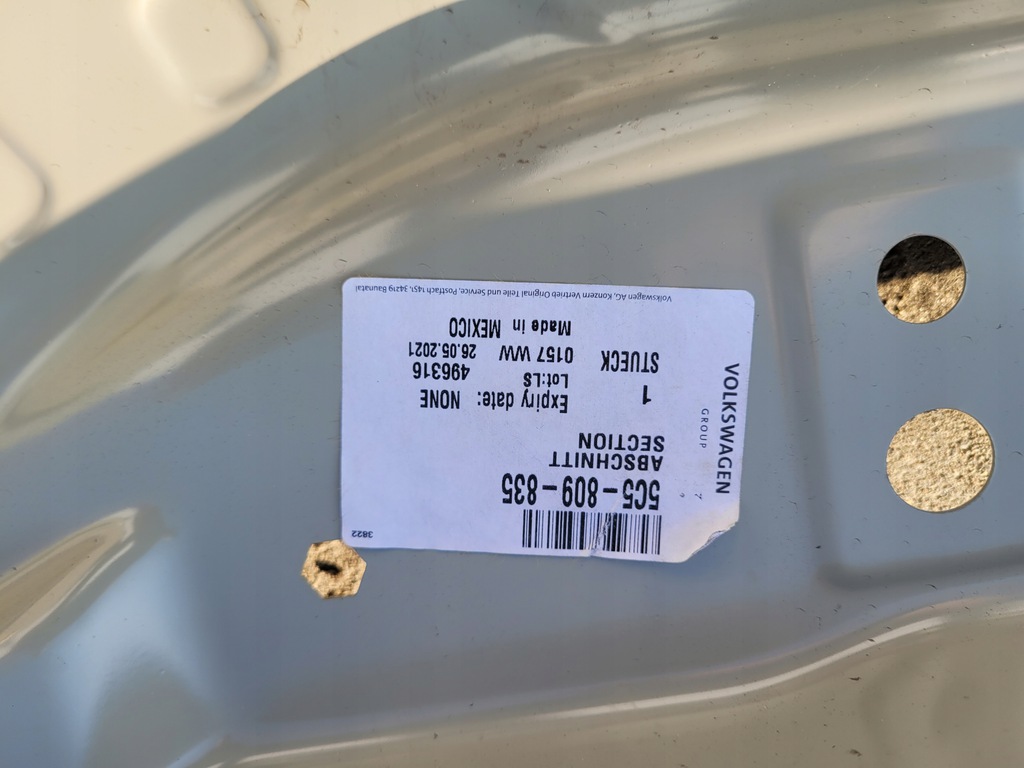 3822
5C5-809-835
ABSCHNITT
SECTION
VOLKSWAGEN
GROUP
Expiry date: NONE
1
Lot:LS 496316
STUECK
0157 WW 26.05.2021
Made in MEXICO
Volkswagen AG, Konzern Vertrieb Original Teile und Service, Postfach 1451, 34219 Baunatal